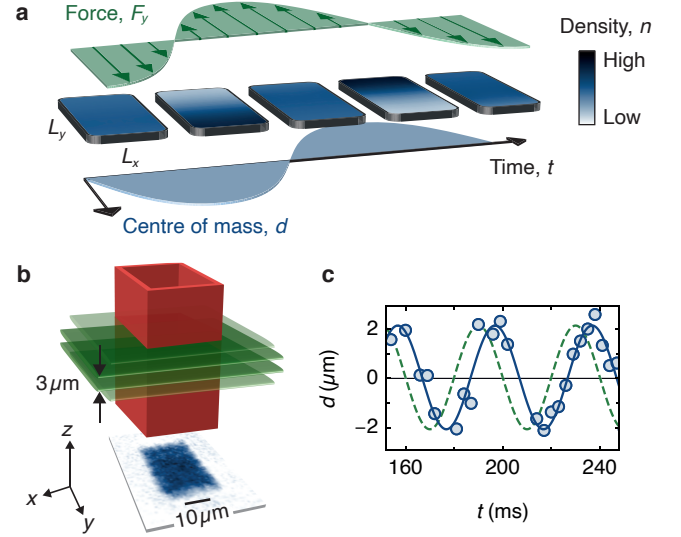 a
Force, F_y
Density, n
High
Low
L_y
L_x
Time, t
Centre of mass, d
b
3 μm
z
x
y
10 μm
c
d (μm)
2
0
−2
160
200
240
t (ms)